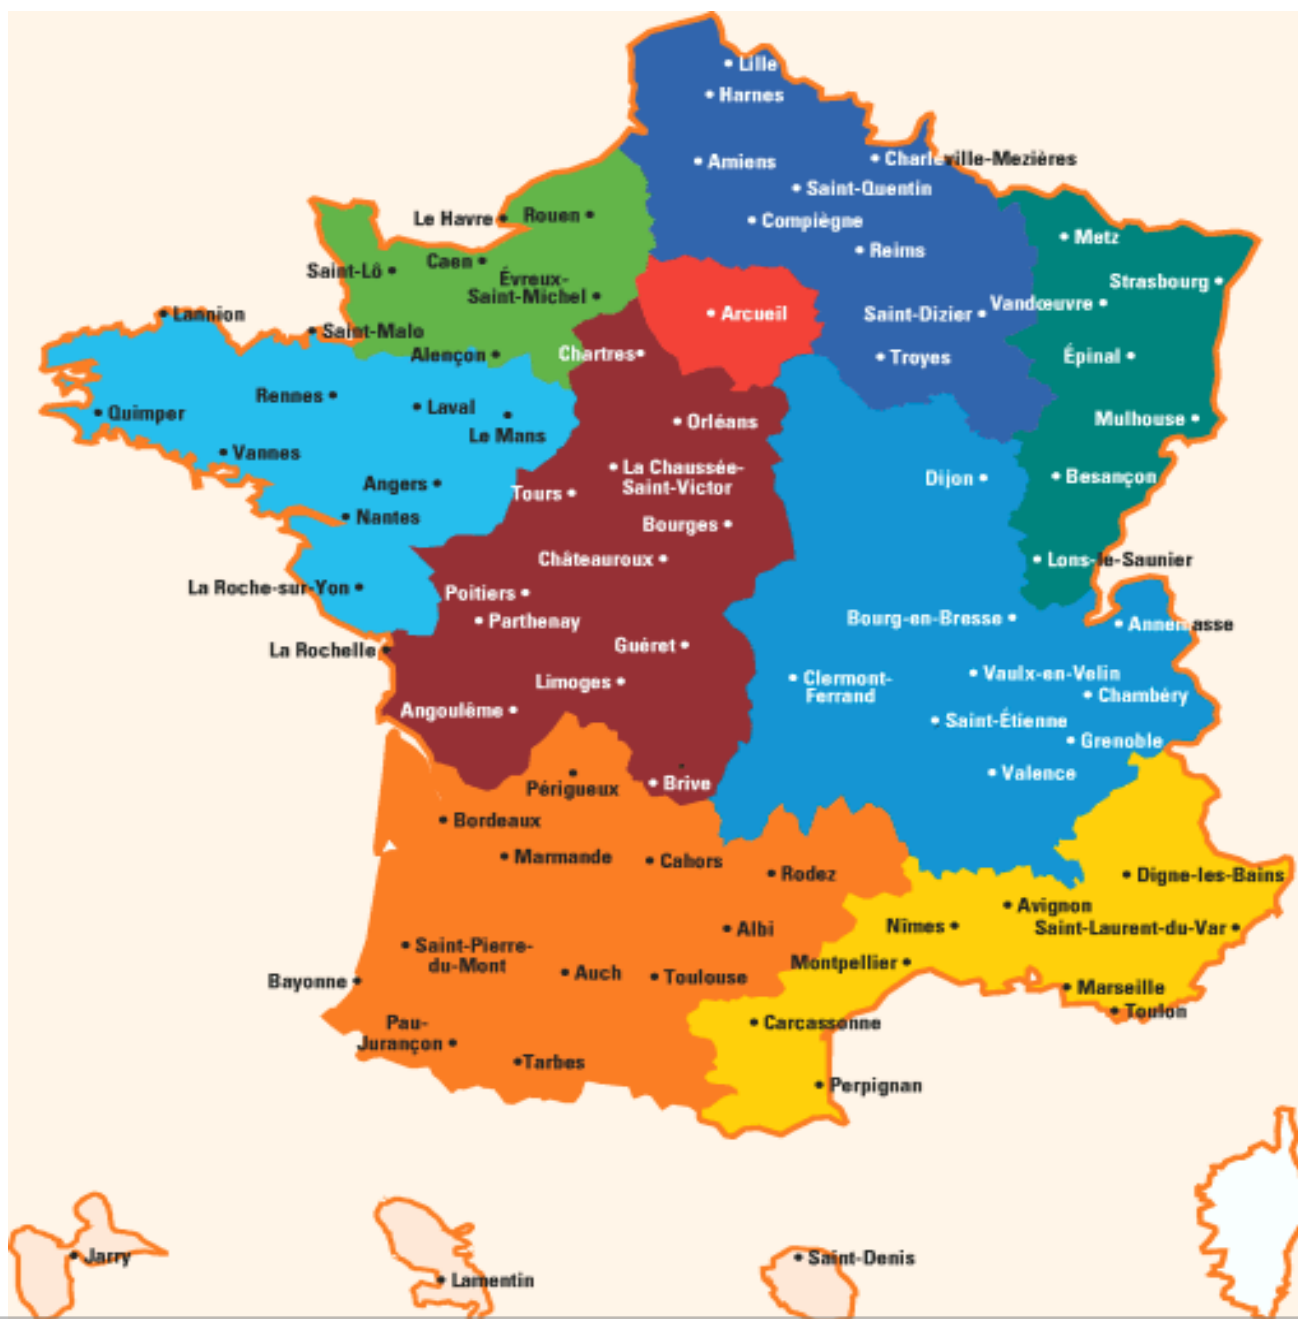 Lille
Harnes
Amiens
Charleville-Mezières
Saint-Quentin
Le Havre
Rouen
Compiègne
Metz
Reims
Caen
Saint-Lô
Évreux-
Saint-Michel
Strasbourg
Vandœuvre
Lannion
Arcueil
Saint-Dizier
Saint-Malo
Alençon
Chartres
Troyes
Épinal
Rennes
Laval
Quimper
Le Mans
Orléans
Mulhouse
Vannes
La Chaussée-
Saint-Victor
Angers
Tours
Dijon
Besançon
Nantes
Bourges
Châteauroux
Lons-le-Saunier
La Roche-sur-Yon
Poitiers
Parthenay
Bourg-en-Bresse
Annemasse
La Rochelle
Guéret
Limoges
Clermont-
Ferrand
Vaulx-en-Velin
Chambéry
Angoulême
Saint-Étienne
Grenoble
Valence
Périgueux
Brive
Bordeaux
Marmande
Cahors
Rodez
Digne-les-Bains
Avignon
Nîmes
Saint-Laurent-du-Var
Albi
Saint-Pierre-
du-Mont
Montpellier
Bayonne
Auch
Toulouse
Marseille
Toulon
Pau-
Jurançon
Carcassonne
Tarbes
Perpignan
Jarry
Lamentin
Saint-Denis